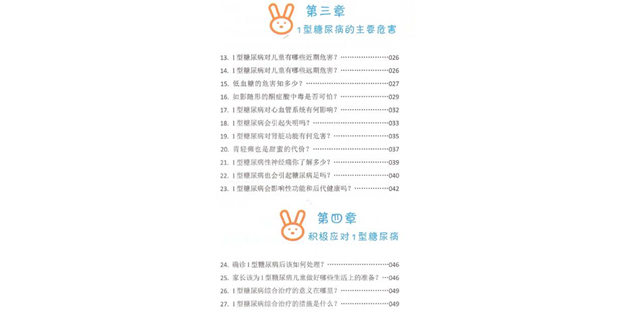 第三章
1型糖尿病的主要危害
13. 1型糖尿病对儿童有哪些近期危害？··················026
14. 1型糖尿病对儿童有哪些远期危害？··················026
15. 低血糖的危害知多少？··················027
16. 如影随形的酮症酸中毒是否可怕？··················029
17. 1型糖尿病对心血管系统有何影响？··················032
18. 1型糖尿病会引起失明吗？··················033
19. 1型糖尿病对肾脏功能有何危害？··················035
20. 胃轻瘫也是甜蜜的代价？··················037
21. 1型糖尿病性神经痛你了解多少？··················039
22. 1型糖尿病也会引起糖尿病足吗？··················040
23. 1型糖尿病会影响性功能和后代健康吗？··················042
第四章
积极应对1型糖尿病
24. 确诊1型糖尿病后该如何处理？··················046
25. 家长该为1型糖尿病儿童做好哪些生活上的准备？···046
26. 1型糖尿病综合治疗的意义在哪里？··················049
27. 1型糖尿病综合治疗的措施是什么？··················049